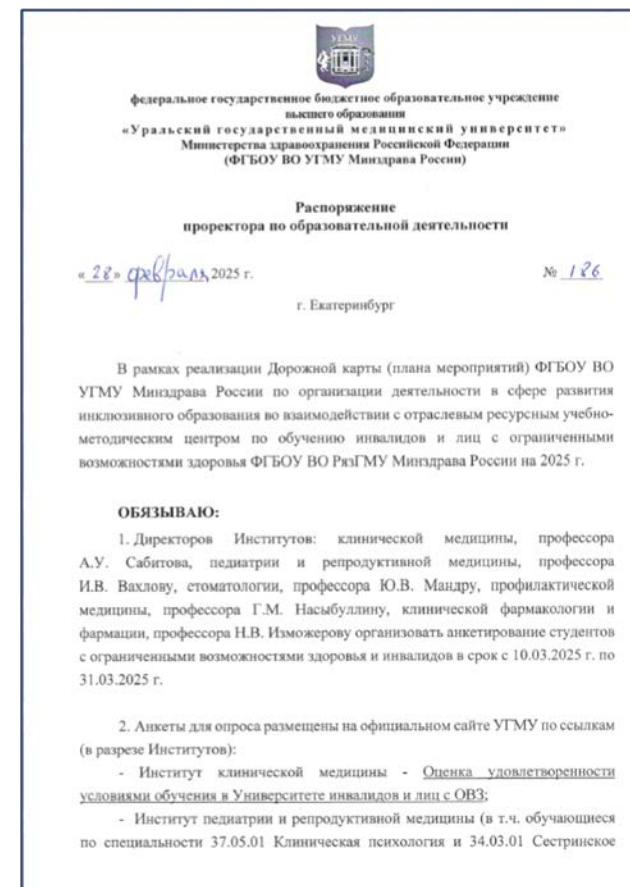 УГМУ
федеральное государственное бюджетное образовательное учреждение
высшего образования
«Уральский государственный медицинский университет»
Министерства здравоохранения Российской Федерации
(ФГБОУ ВО УГМУ Минздрава России)
Распоряжение
проректора по образовательной деятельности
«28» февраля 2025 г. № 186
г. Екатеринбург
В рамках реализации Дорожной карты (плана мероприятий) ФГБОУ ВО
УГМУ Минздрава России по организации деятельности в сфере развития
инклюзивного образования во взаимодействии с отраслевым ресурсным учебно-
методическим центром по обучению инвалидов и лиц с ограниченными
возможностями здоровья ФГБОУ ВО РязГМУ Минздрава России на 2025 г.
ОБЯЗЫВАЮ:
1. Директоров Институтов: клинической медицины, профессора
А.У. Сабитова, педиатрии и репродуктивной медицины, профессора
И.В. Вахлову, стоматологии, профессора Ю.В. Мандру, профилактической
медицины, профессора Г.М. Насыбуллину, клинической фармакологии и
фармации, профессора Н.В. Изможерову организовать анкетирование студентов
с ограниченными возможностями здоровья и инвалидов в срок с 10.03.2025 г. по
31.03.2025 г.
2. Анкеты для опроса размещены на официальном сайте УГМУ по ссылкам
(в разрезе Институтов):
- Институт клинической медицины - Оценка удовлетворенности
условиями обучения в Университете инвалидов и лиц с ОВЗ;
- Институт педиатрии и репродуктивной медицины (в т.ч. обучающиеся
по специальности 37.05.01 Клиническая психология и 34.03.01 Сестринское